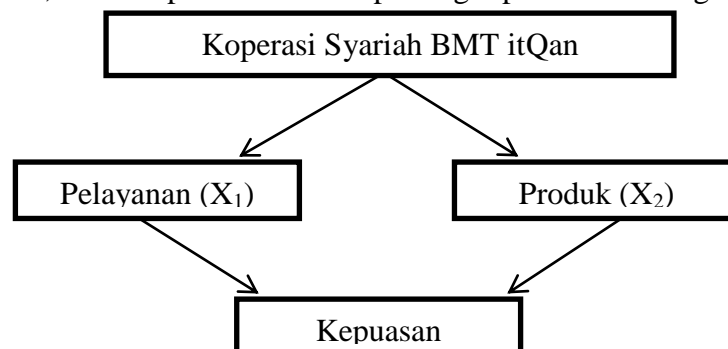 Koperasi Syariah BMT itQan
Pelayanan (X₁)
Produk (X₂)
Kepuasan